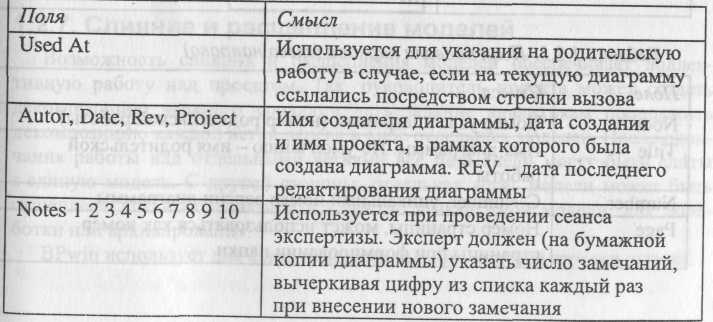 Поля Смысл
Used At Используется для указания на родительскую
работу в случае, если на текущую диаграмму
ссылались посредством стрелки вызова
Autor, Date, Rev, Project Имя создателя диаграммы, дата создания
и имя проекта, в рамках которого была
создана диаграмма. REV – дата последнего
редактирования диаграммы
Notes 1 2 3 4 5 6 7 8 9 10 Используется при проведении сеанса
экспертизы. Эксперт должен (на бумажной
копии диаграммы) указать число замечаний,
вычеркивая цифру из списка каждый раз
при внесении нового замечания